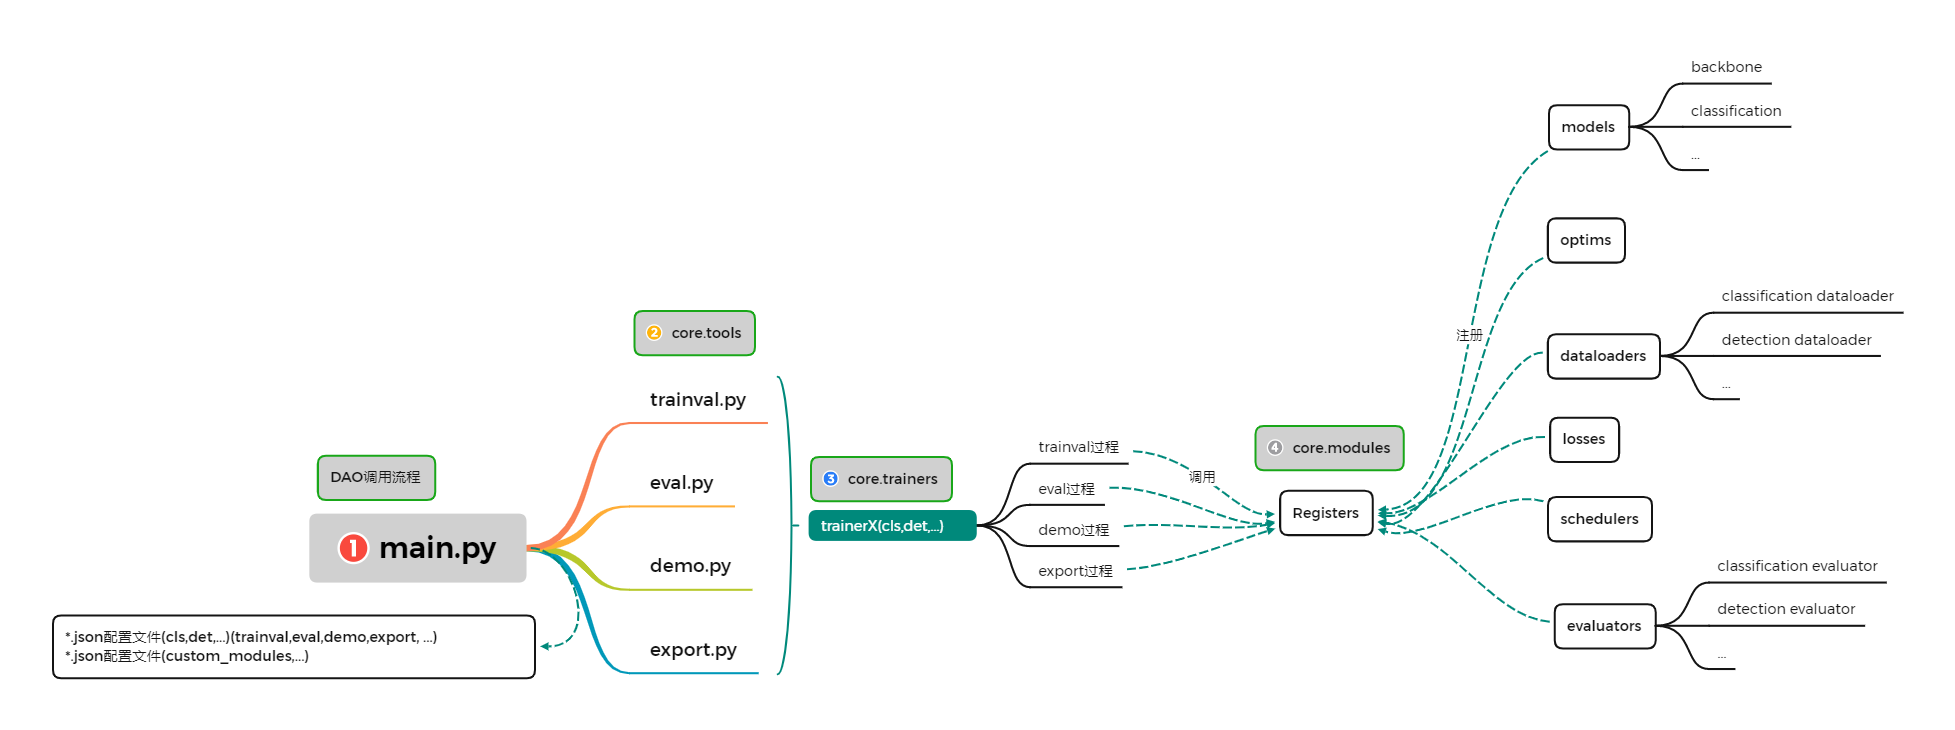 DAO调用流程
1 main.py
*.json配置文件(cls,det,...)(trainval,eval,demo,export, ...)
*.json配置文件(custom_modules,...)
2 core.tools
trainval.py
eval.py
demo.py
export.py
3 core.trainers
trainerX(cls,det,...)
trainval过程
eval过程
demo过程
export过程
调用
4 core.modules
Registers
注册
models
backbone
classification
...
optims
dataloaders
classification dataloader
detection dataloader
...
losses
schedulers
evaluators
classification evaluator
detection evaluator
...